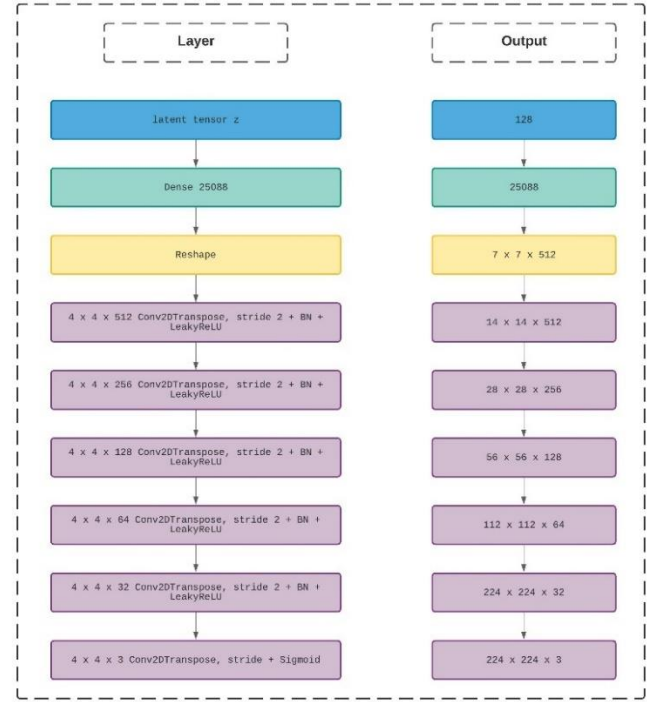 Layer
Output
latent tensor z
128
Dense 25088
25088
Reshape
7 x 7 x 512
4 x 4 x 512 Conv2DTranspose, stride 2 + BN +
LeakyReLU
14 x 14 x 512
4 x 4 x 256 Conv2DTranspose, stride 2 + BN +
LeakyReLU
28 x 28 x 256
4 x 4 x 128 Conv2DTranspose, stride 2 + BN +
LeakyReLU
56 x 56 x 128
4 x 4 x 64 Conv2DTranspose, stride 2 + BN +
LeakyReLU
112 x 112 x 64
4 x 4 x 32 Conv2DTranspose, stride 2 + BN +
LeakyReLU
224 x 224 x 32
4 x 4 x 3 Conv2DTranspose, stride + Sigmoid
224 x 224 x 3